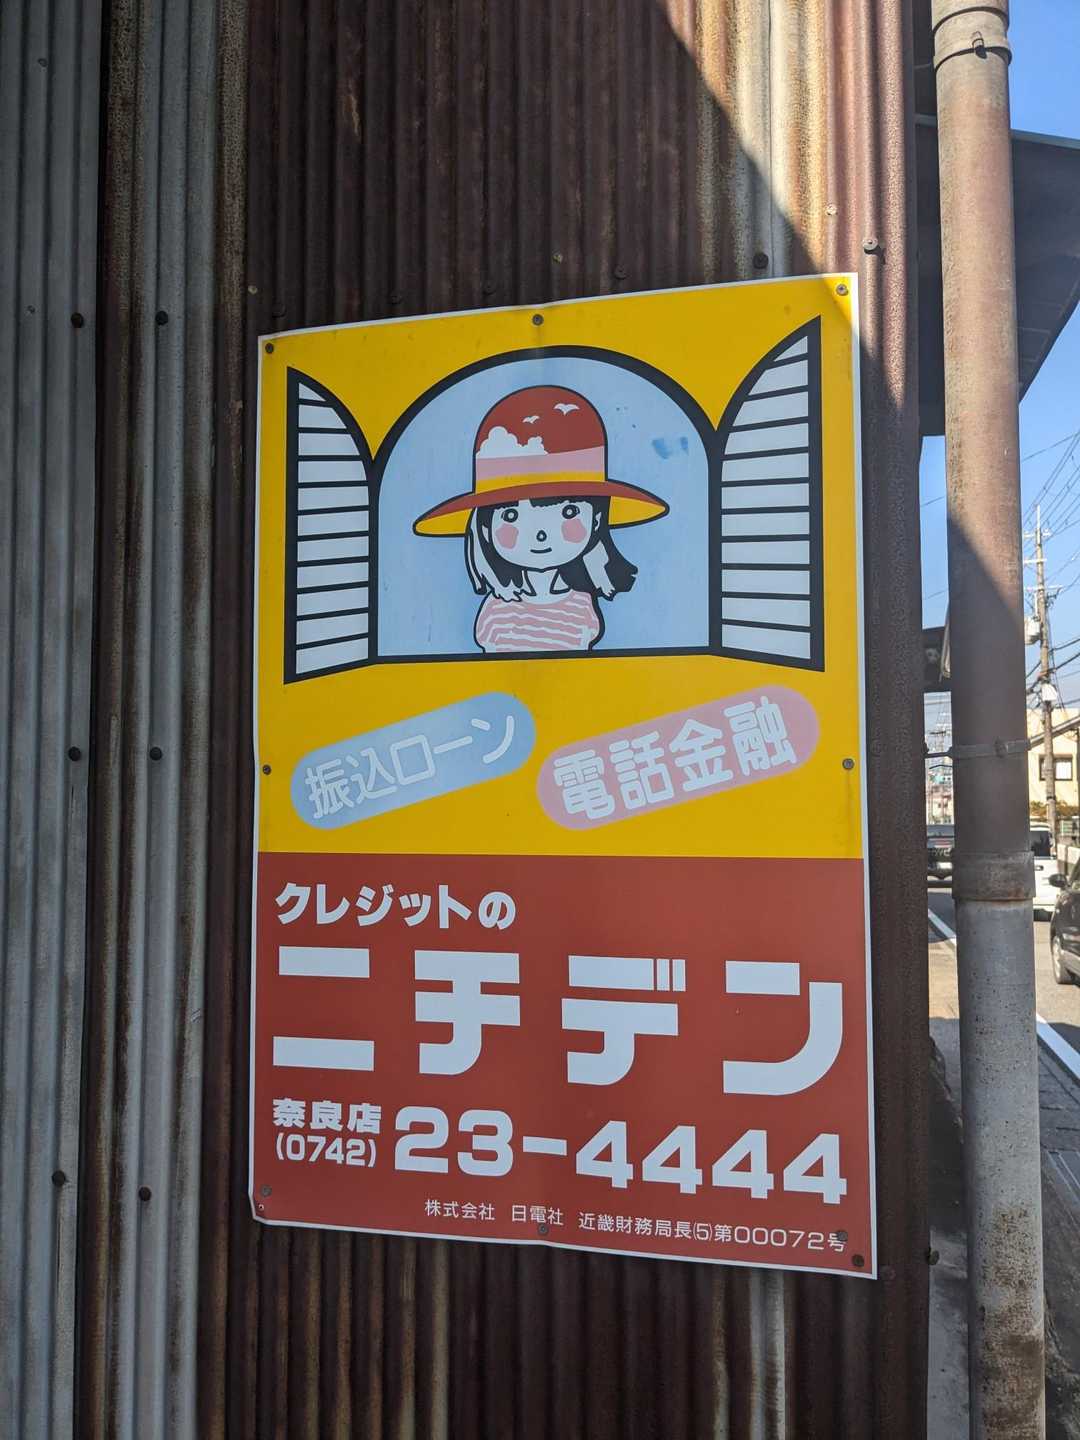 振込ローン
電話金融
クレジットの
ニチデン
奈良店
(0742) 23-4444
株式会社 日電社 近畿財務局長(5)第00072号